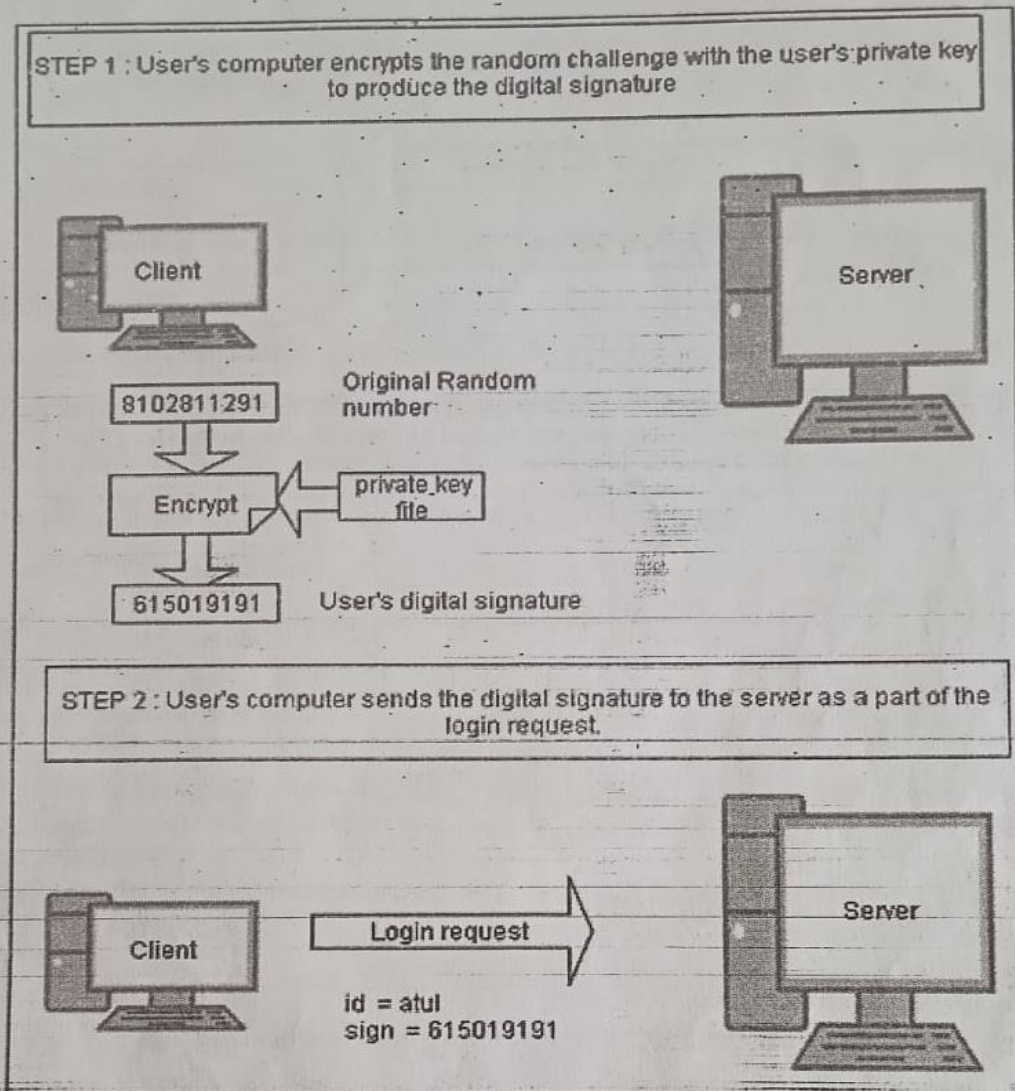 STEP 1 : User's computer encrypts the random challenge with the user's private key
to produce the digital signature
Client
Server
8102811291
Original Random
number
Encrypt
private key
file
615019191
User's digital signature
STEP 2 : User's computer sends the digital signature to the server as a part of the
login request.
Client
Login request
Server
id = atul
sign = 615019191